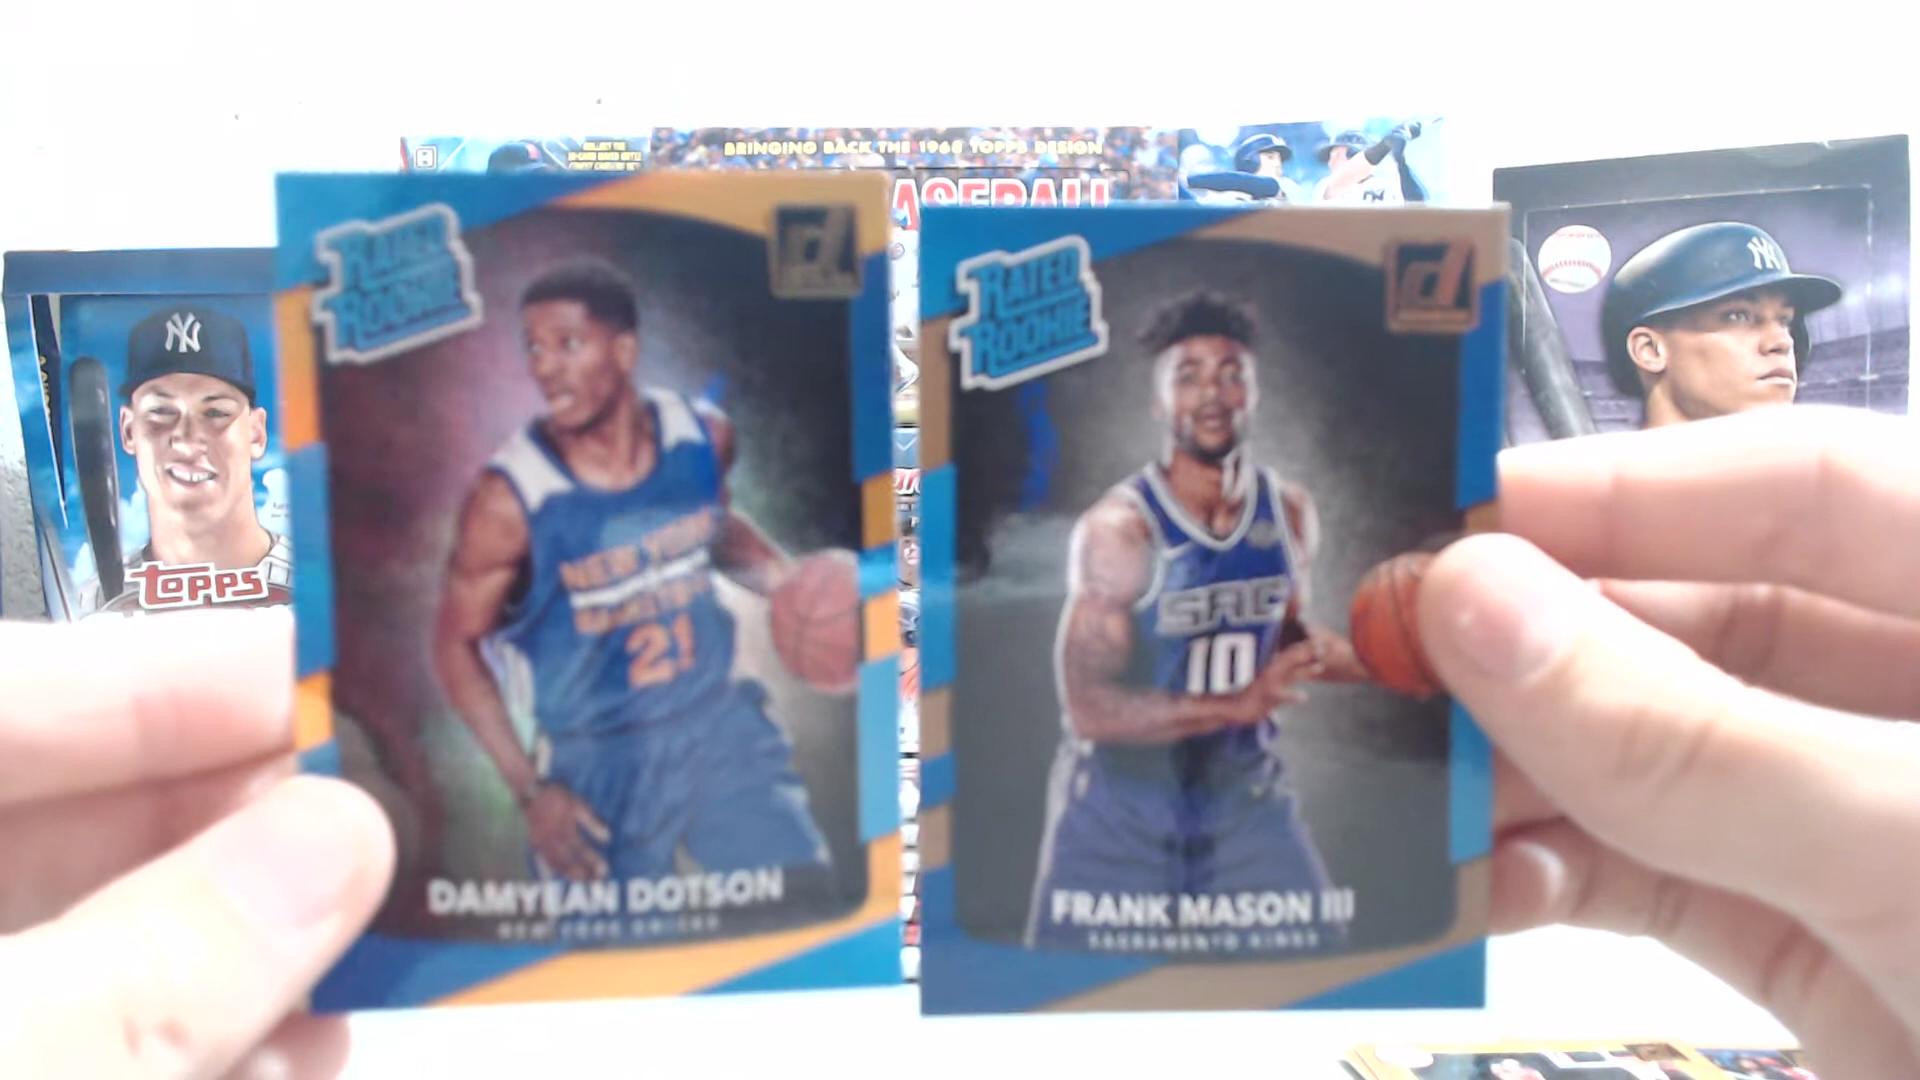 BRINGING BACK THE 1968 TOPPS DESIGN
ASEBALL
RATED
ROOKIE
RATED
ROOKIE
NY
NY
topps
NEW YORK
21
SAC
10
DAMYEAN DOTSON
NEW YORK KNICKS
FRANK MASON III
SACRAMENTO KINGS